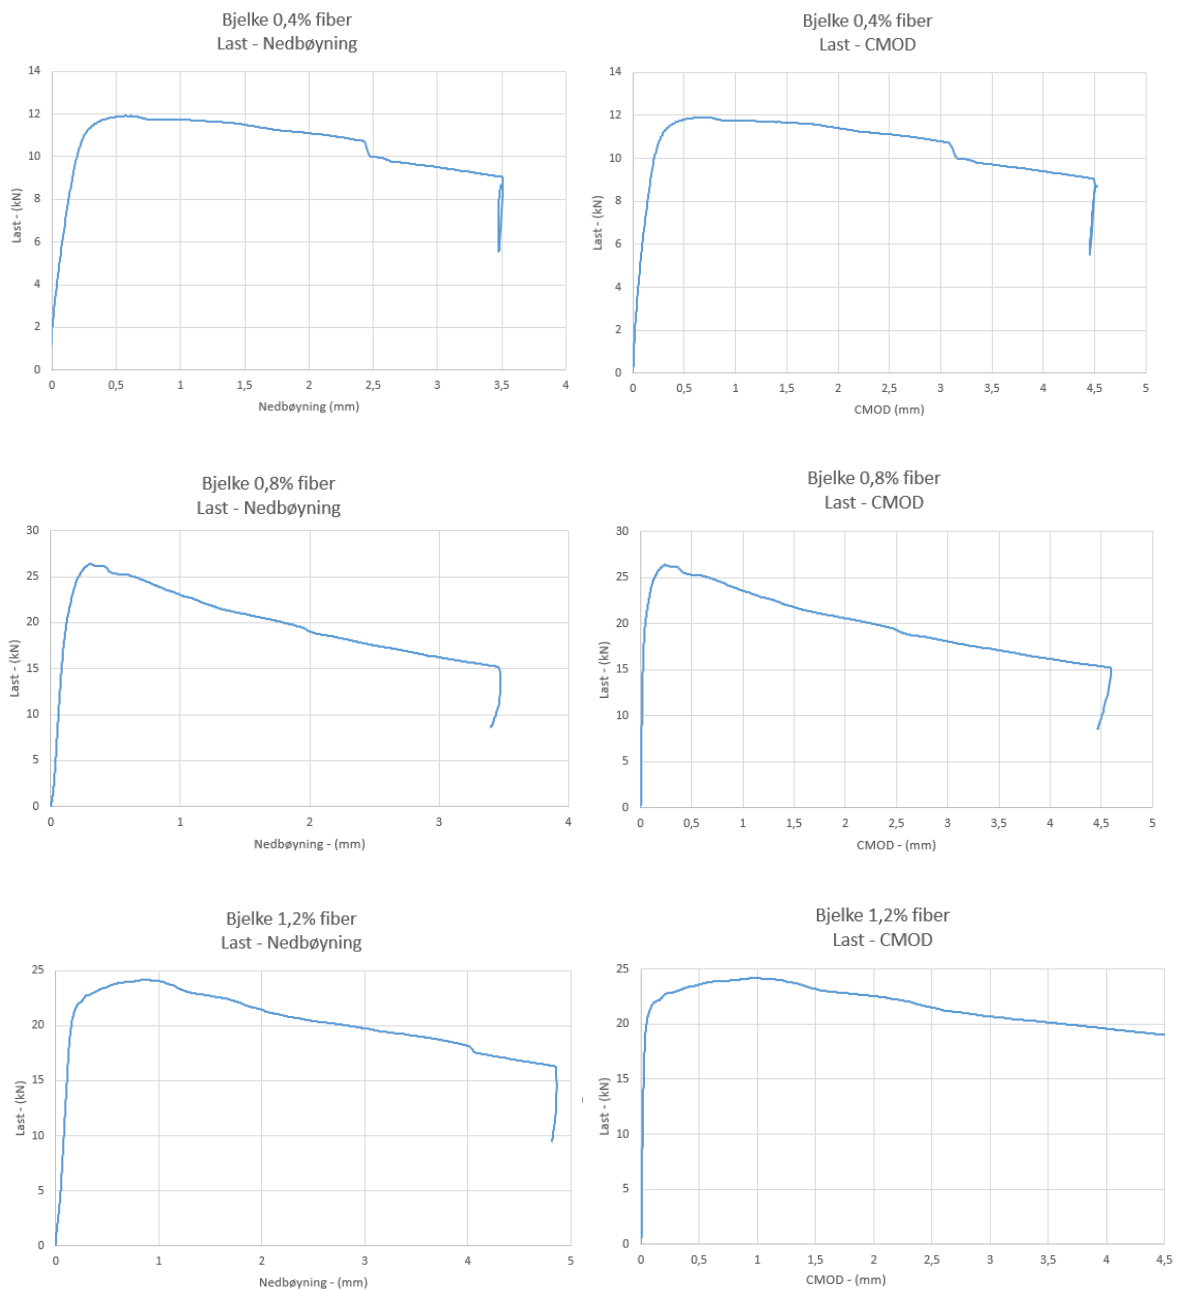 Bjelke 0,4% fiber
Last - Nedbøyning
14
12
10
8
6
4
2
0
Last - (kN)
0 0,5 1 1,5 2 2,5 3 3,5 4
Nedbøyning (mm)
Bjelke 0,4% fiber
Last - CMOD
14
12
10
8
6
4
2
0
Last - (kN)
0 0,5 1 1,5 2 2,5 3 3,5 4 4,5 5
CMOD (mm)
Bjelke 0,8% fiber
Last - Nedbøyning
30
25
20
15
10
5
0
Last - (kN)
0 1 2 3 4
Nedbøyning - (mm)
Bjelke 0,8% fiber
Last - CMOD
30
25
20
15
10
5
0
Last - (kN)
0 0,5 1 1,5 2 2,5 3 3,5 4 4,5 5
CMOD - (mm)
Bjelke 1,2% fiber
Last - Nedbøyning
25
20
15
10
5
0
Last - (kN)
0 1 2 3 4 5
Nedbøyning - (mm)
Bjelke 1,2% fiber
Last - CMOD
25
20
15
10
5
0
Last - (kN)
0 0,5 1 1,5 2 2,5 3 3,5 4 4,5
CMOD - (mm)